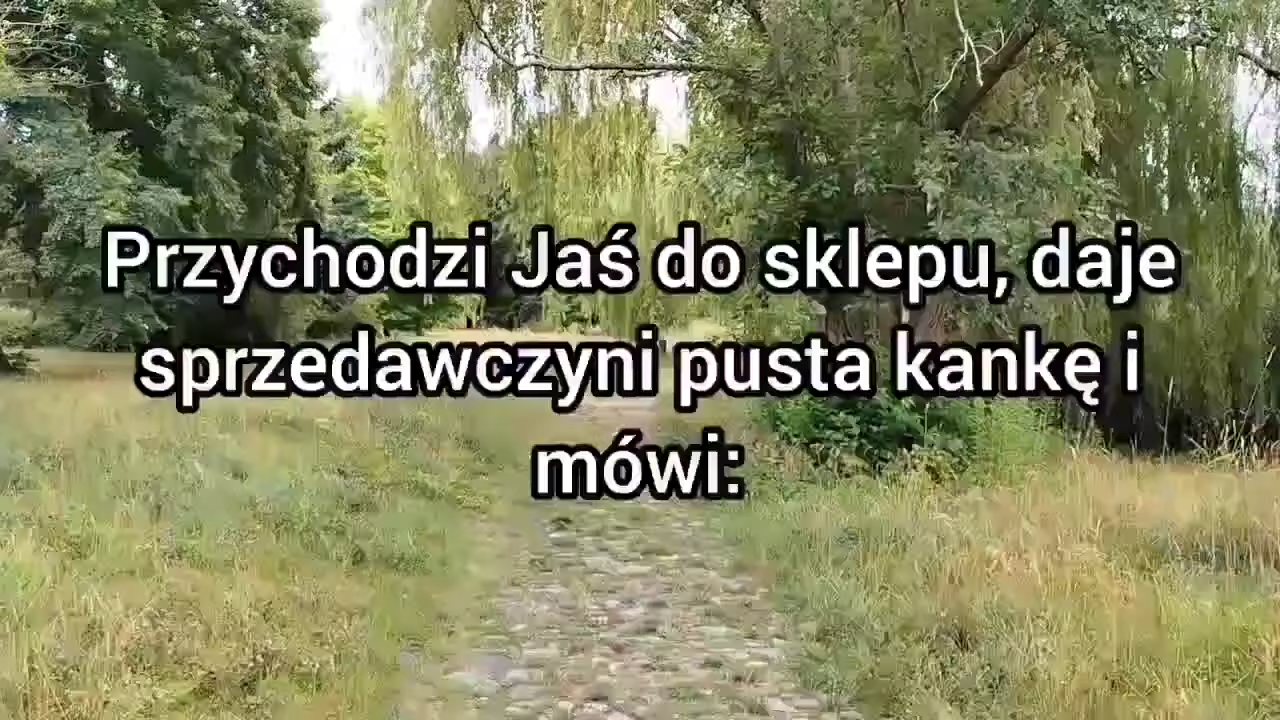 Przychodzi Jaś do sklepu, daje
sprzedawczyni pusta kankę i
mówi: